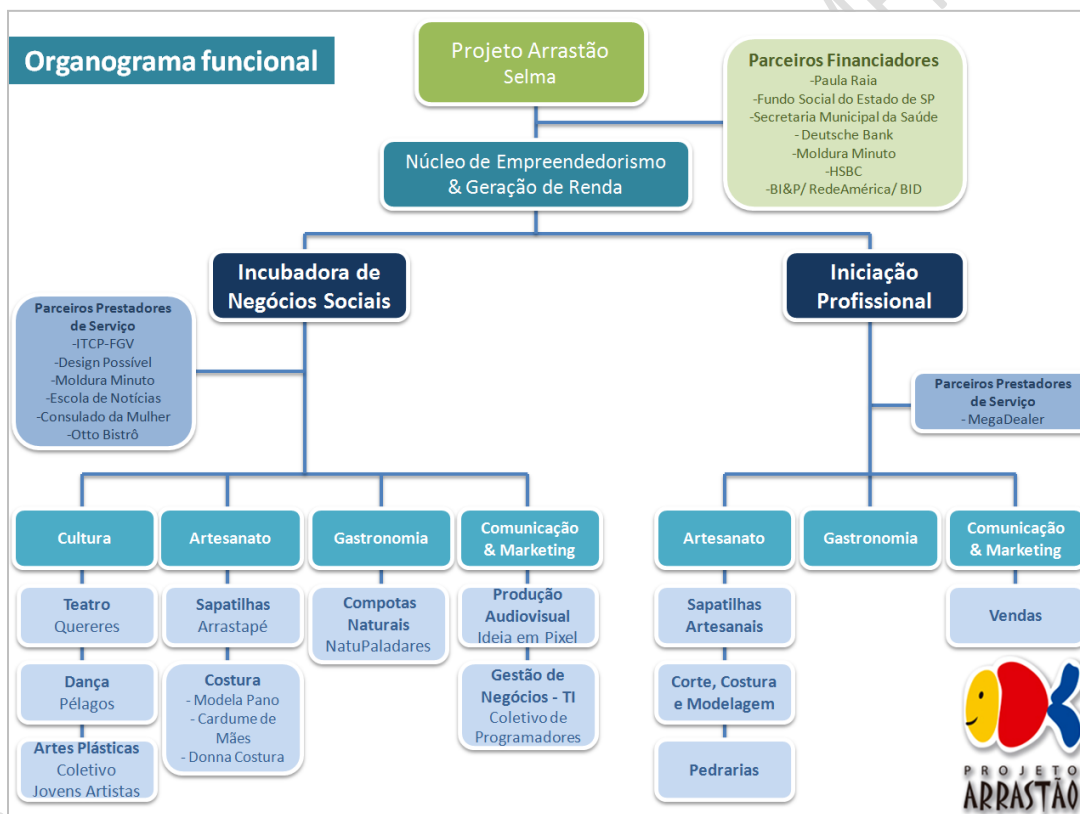 Organograma funcional
Projeto Arrastão
Selma
Parceiros Financiadores
-Paula Raia
-Fundo Social do Estado de SP
-Secretaria Municipal da Saúde
- Deutsche Bank
-Moldura Minuto
-HSBC
-BI&P/ RedeAmérica/ BID
Núcleo de Empreendedorismo
& Geração de Renda
Incubadora de
Negócios Sociais
Iniciação
Profissional
Parceiros Prestadores
de Serviço
-ITCP-FGV
-Design Possível
-Moldura Minuto
-Escola de Notícias
-Consulado da Mulher
-Otto Bistrô
Parceiros Prestadores
de Serviço
- MegaDealer
Cultura
Artesanato
Gastronomia
Comunicação
& Marketing
Artesanato
Gastronomia
Comunicação
& Marketing
Teatro
Quereres
Dança
Pélagos
Artes Plásticas
Coletivo
Jovens Artistas
Sapatilhas
Arrastapé
Costura
- Modela Pano
- Cardume de
Mães
- Donna Costura
Compotas
Naturais
NatuPaladares
Produção
Audiovisual
Ideia em Pixel
Gestão de
Negócios - TI
Coletivo de
Programadores
Sapatilhas
Artesanais
Corte, Costura
e Modelagem
Pedrarias
Vendas
PROJETO
ARRASTÃO